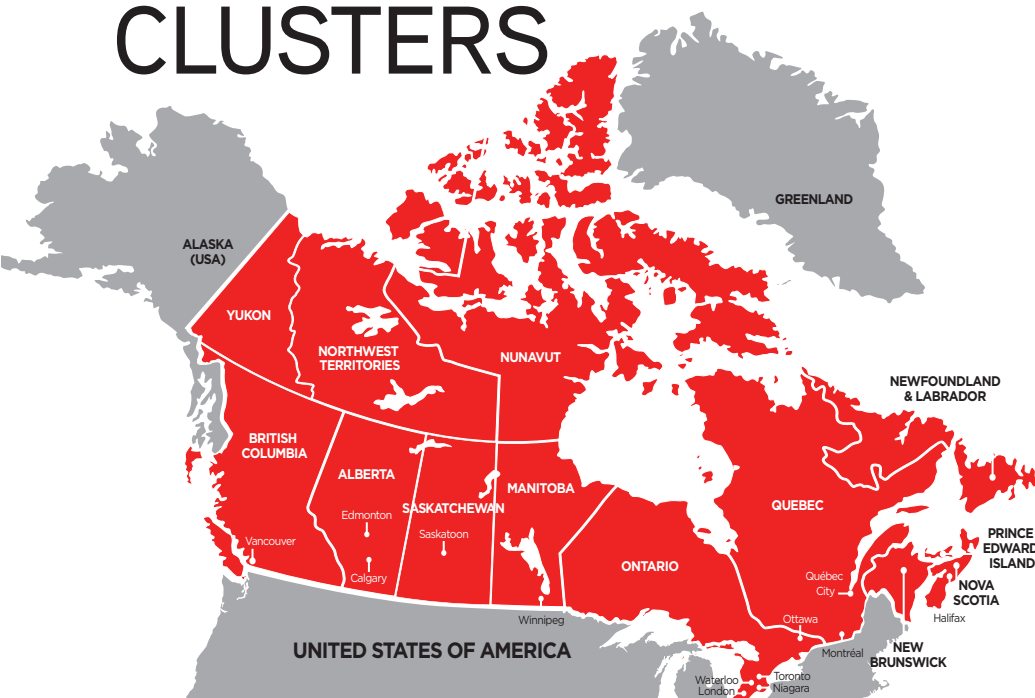 CLUSTERS
GREENLAND
ALASKA
(USA)
YUKON
NORTHWEST
TERRITORIES
NUNAVUT
NEWFOUNDLAND
& LABRADOR
BRITISH
COLUMBIA
ALBERTA
SASKATCHEWAN
MANITOBA
QUEBEC
Edmonton
Saskatoon
Vancouver
Calgary
PRINCE
EDWARD
ISLAND
ONTARIO
Québec
City
NOVA
SCOTIA
Halifax
Winnipeg
Ottawa
Montréal
NEW
BRUNSWICK
UNITED STATES OF AMERICA
Waterloo
London
Toronto
Niagara